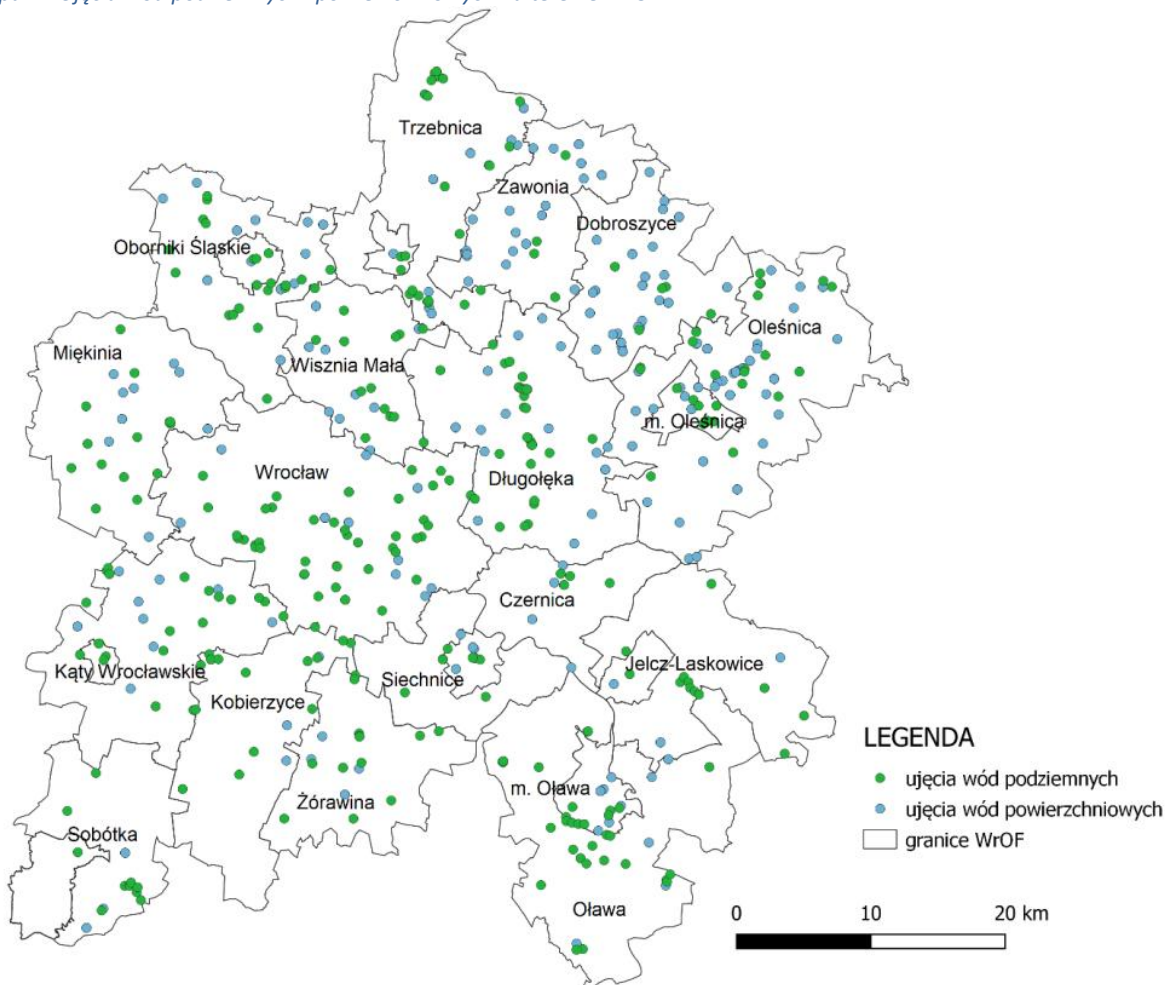 Trzebnica
Zawonia
Dobroszyce
Oborniki Śląskie
Oleśnica
Miękinia
Wisznia Mała
m. Oleśnica
Wrocław
Długołęka
Czernica
Jelcz-Laskowice
Kąty Wrocławskie
Siechnice
Kobierzyce
m. Oława
Żórawina
Sobótka
Oława
LEGENDA
ujęcia wód podziemnych
ujęcia wód powierzchniowych
granice WrOF
0 10 20 km